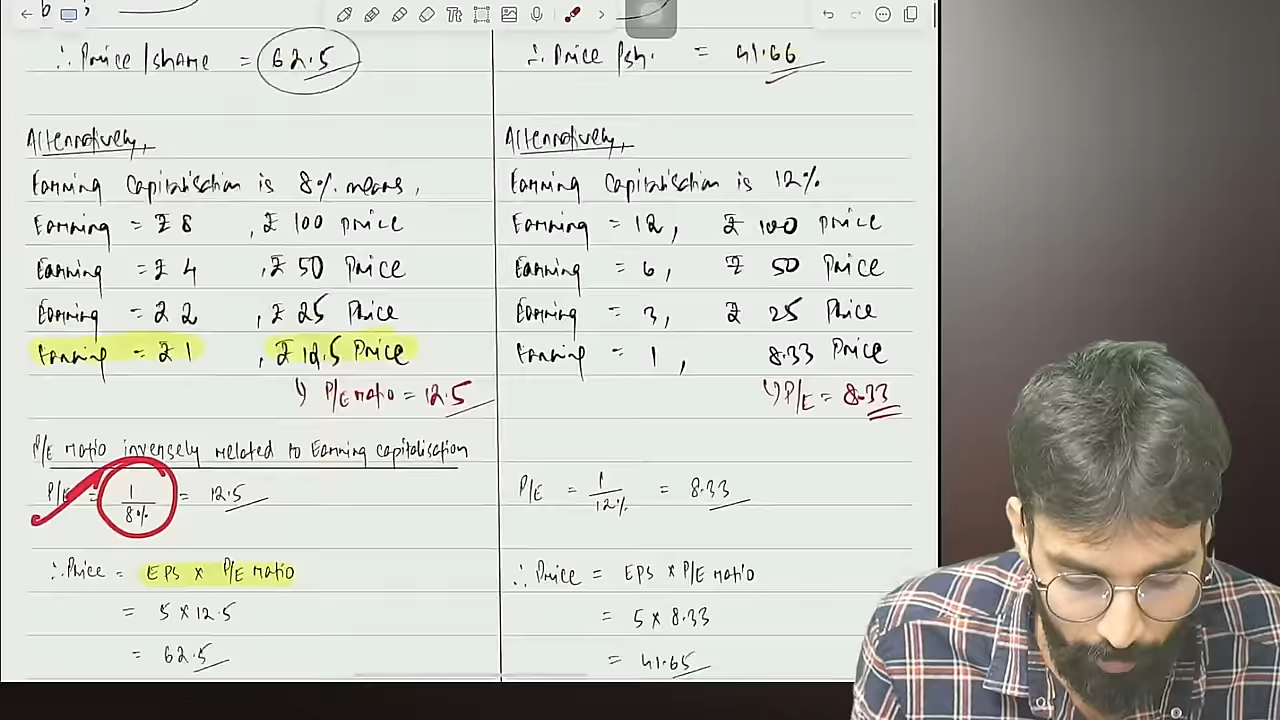 ∴ Price /share = 62.5
Alternatively,
Earning Capitalisation is 8% means,
Earning = ₹ 8 , ₹ 100 price
Earning = ₹ 4 , ₹ 50 Price
Earning = ₹ 2 , ₹ 25 Price
Earning = ₹ 1 , ₹ 12.5 Price
↳ P/E ratio = 12.5
P/E ratio inversely related to Earning capitalisation
P/E = 1/8% = 12.5
∴ Price = EPS × P/E ratio
= 5 × 12.5
= 62.5
∴ Price /sh. = 41.66
Alternatively,
Earning Capitalisation is 12%
Earning = 12, ₹ 100 price
Earning = 6, ₹ 50 Price
Earning = 3, ₹ 25 Price
Earning = 1, 8.33 Price
↳ P/E = 8.33
P/E = 1/12% = 8.33
∴ Price = EPS × P/E ratio
= 5 × 8.33
= 41.65